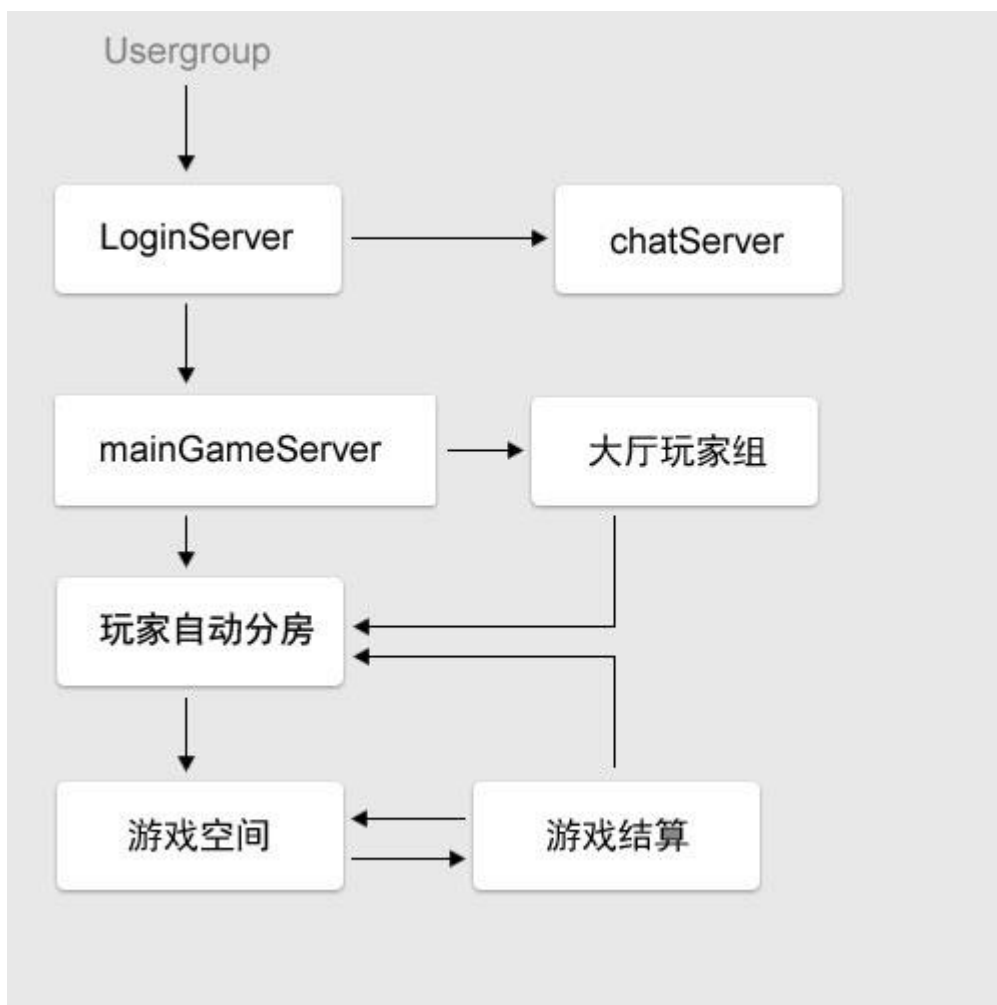 Usergroup
LoginServer
chatServer
mainGameServer
大厅玩家组
玩家自动分房
游戏空间
游戏结算